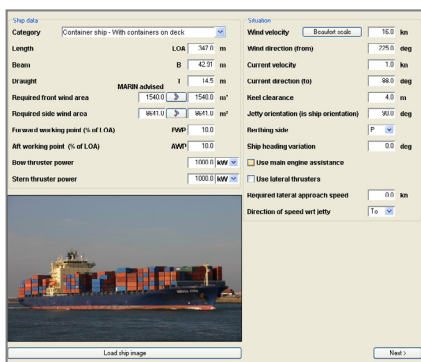 Ship data
Category Container ship - With containers on deck
Length LOA 347.0 m
Beam B 42.91 m
Draught T 14.5 m
MARIN advised
Required front wind area 1540.0 > 1540.0 m²
Required side wind area 9641.0 > 9641.0 m²
Forward working point (% of LOA) FWP 10.0
Aft working point (% of LOA) AWP 10.0
Bow thruster power 1000.0 kW
Stern thruster power 1000.0 kW
Load ship image
Situation
Wind velocity Beaufort scale 16.0 kn
Wind direction (from) 225.0 deg
Current velocity 1.0 kn
Current direction (to) 88.0 deg
Keel clearance 4.0 m
Jetty orientation (is ship orientation) 90.0 deg
Berthing side P
Ship heading variation 0.0 deg
Use main engine assistance
Use lateral thrusters
Required lateral approach speed 0.0 kn
Direction of speed wrt jetty To
Next >